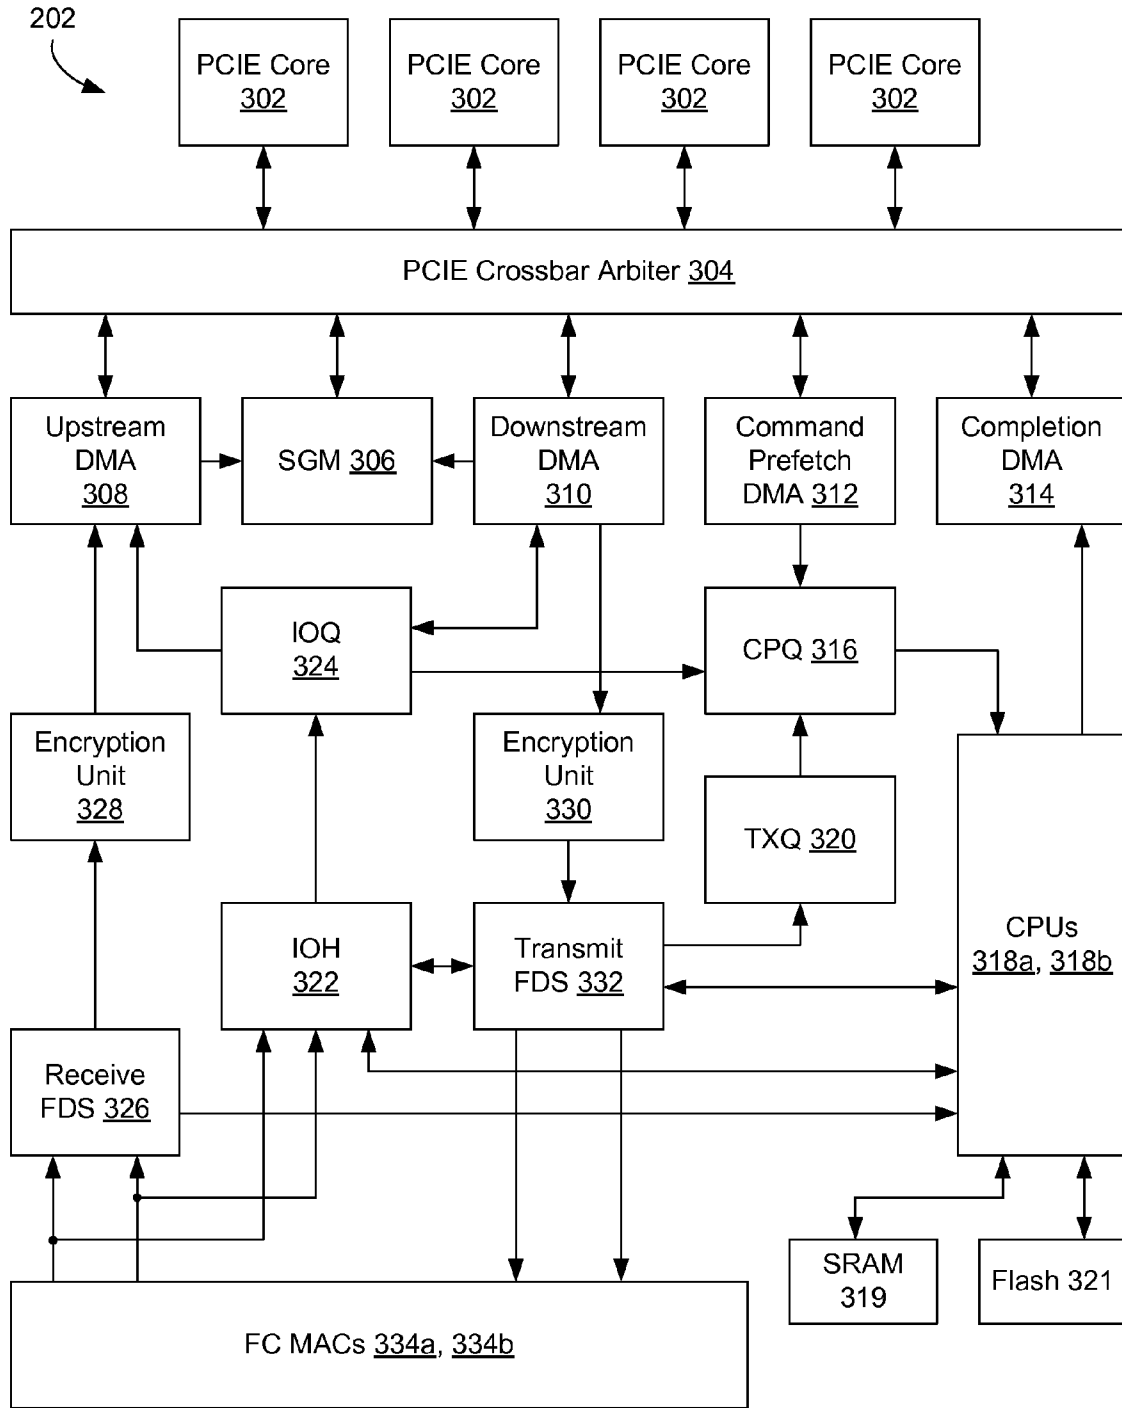 202
PCIE Core
302
PCIE Core
302
PCIE Core
302
PCIE Core
302
PCIE Crossbar Arbiter 304
Upstream
DMA
308
SGM 306
Downstream
DMA
310
Command
Prefetch
DMA 312
Completion
DMA
314
IOQ
324
CPQ 316
Encryption
Unit
328
Encryption
Unit
330
TXQ 320
IOH
322
Transmit
FDS 332
CPUs
318a, 318b
Receive
FDS 326
SRAM
319
Flash 321
FC MACs 334a, 334b